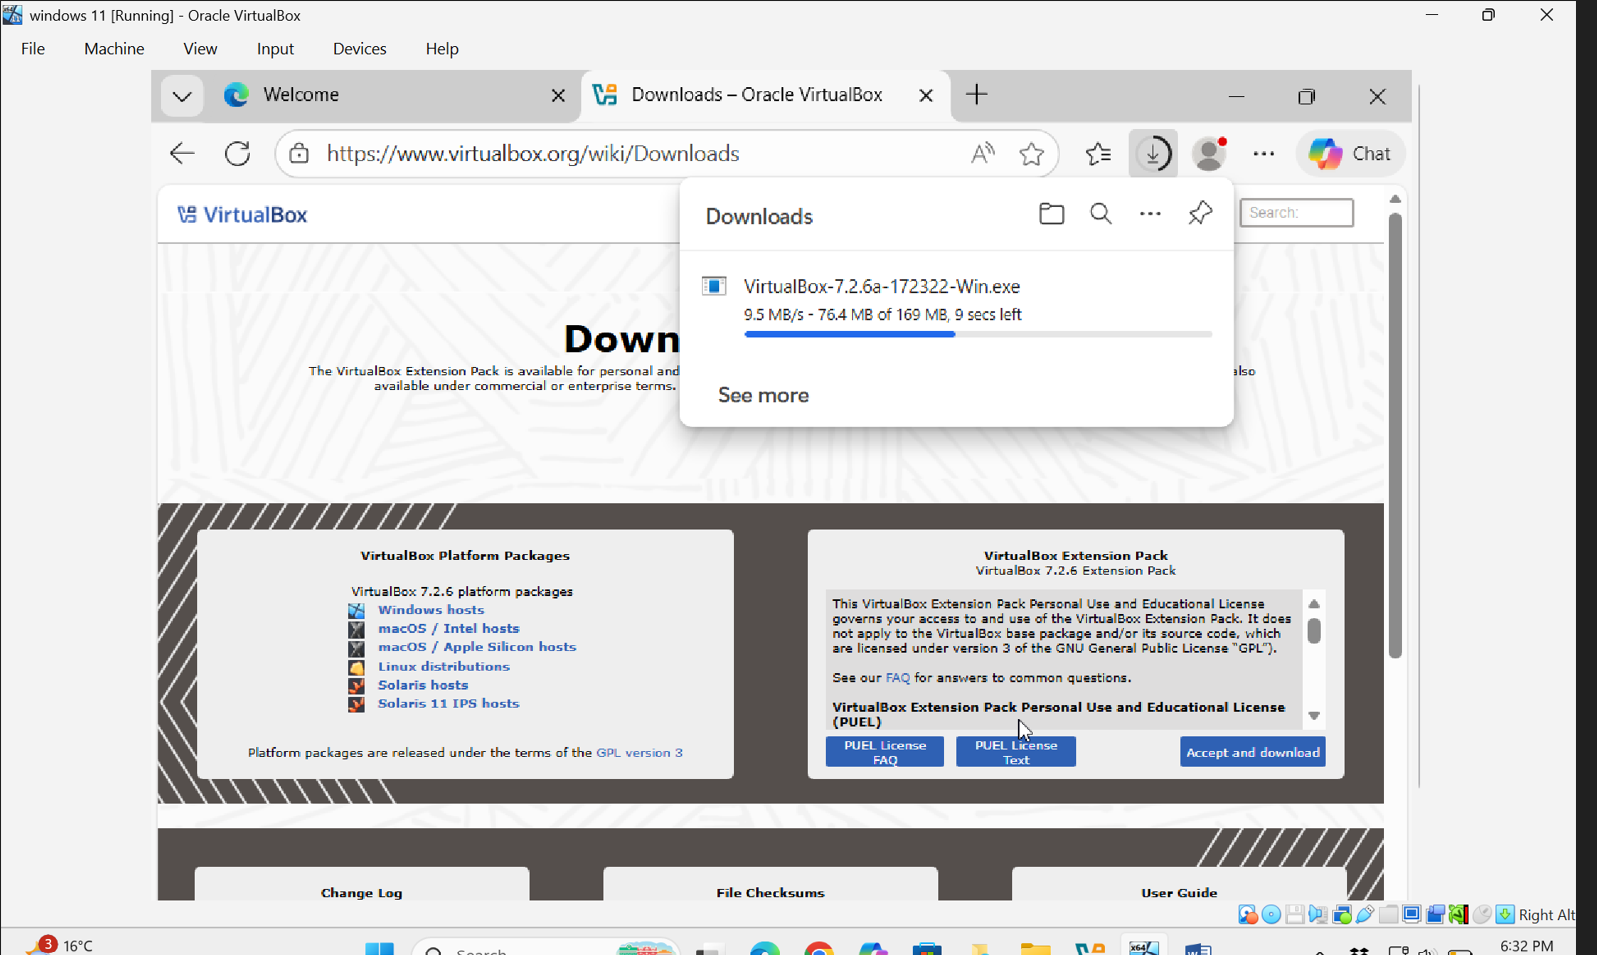 windows 11 [Running] - Oracle VirtualBox
File Machine View Input Devices Help
Welcome
Downloads – Oracle VirtualBox
https://www.virtualbox.org/wiki/Downloads
Chat
VirtualBox
Search:
Downloads
VirtualBox-7.2.6a-172322-Win.exe
9.5 MB/s - 76.4 MB of 169 MB, 9 secs left
See more
Down
The VirtualBox Extension Pack is available for personal and
also
available under commercial or enterprise terms.
VirtualBox Platform Packages
VirtualBox 7.2.6 platform packages
Windows hosts
macOS / Intel hosts
macOS / Apple Silicon hosts
Linux distributions
Solaris hosts
Solaris 11 IPS hosts
Platform packages are released under the terms of the GPL version 3
VirtualBox Extension Pack
VirtualBox 7.2.6 Extension Pack
This VirtualBox Extension Pack Personal Use and Educational License
governs your access to and use of the VirtualBox Extension Pack. It does
not apply to the VirtualBox base package and/or its source code, which
are licensed under version 3 of the GNU General Public License “GPL”).
See our FAQ for answers to common questions.
VirtualBox Extension Pack Personal Use and Educational License
(PUEL)
PUEL License
FAQ
PUEL License
Text
Accept and download
Change Log
File Checksums
User Guide
Right Alt
3
16°C
Search
x64
W
6:32 PM